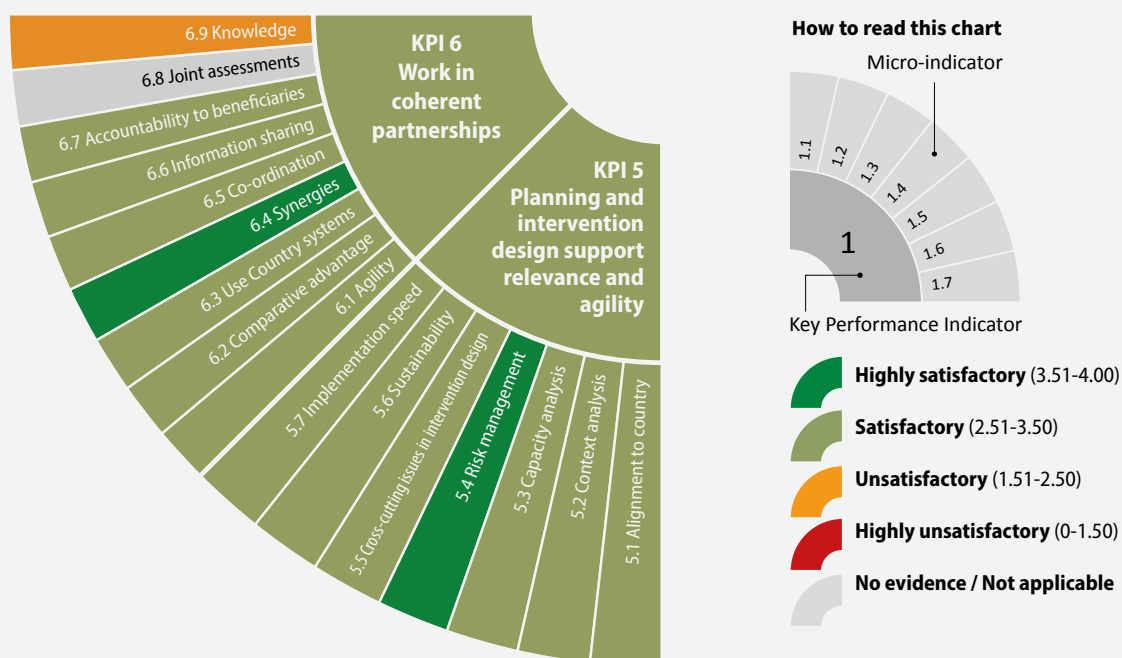 6.9 Knowledge
6.8 Joint assessments
6.7 Accountability to beneficiaries
6.6 Information sharing
6.5 Co-ordination
6.4 Synergies
6.3 Use Country systems
6.2 Comparative advantage
6.1 Agility
KPI 6
Work in
coherent
partnerships
KPI 5
Planning and
intervention
design support
relevance and
agility
5.7 Implementation speed
5.6 Sustainability
5.5 Cross-cutting issues in intervention design
5.4 Risk management
5.3 Capacity analysis
5.2 Context analysis
5.1 Alignment to country
How to read this chart
Micro-indicator
1.1
1.2
1.3
1.4
1.5
1.6
1.7
1
Key Performance Indicator
Highly satisfactory (3.51-4.00)
Satisfactory (2.51-3.50)
Unsatisfactory (1.51-2.50)
Highly unsatisfactory (0-1.50)
No evidence / Not applicable